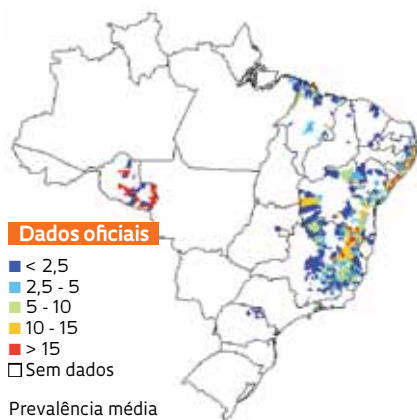 Dados oficiais
< 2,5
2,5 - 5
5 - 10
10 - 15
> 15
Sem dados
Prevalência média